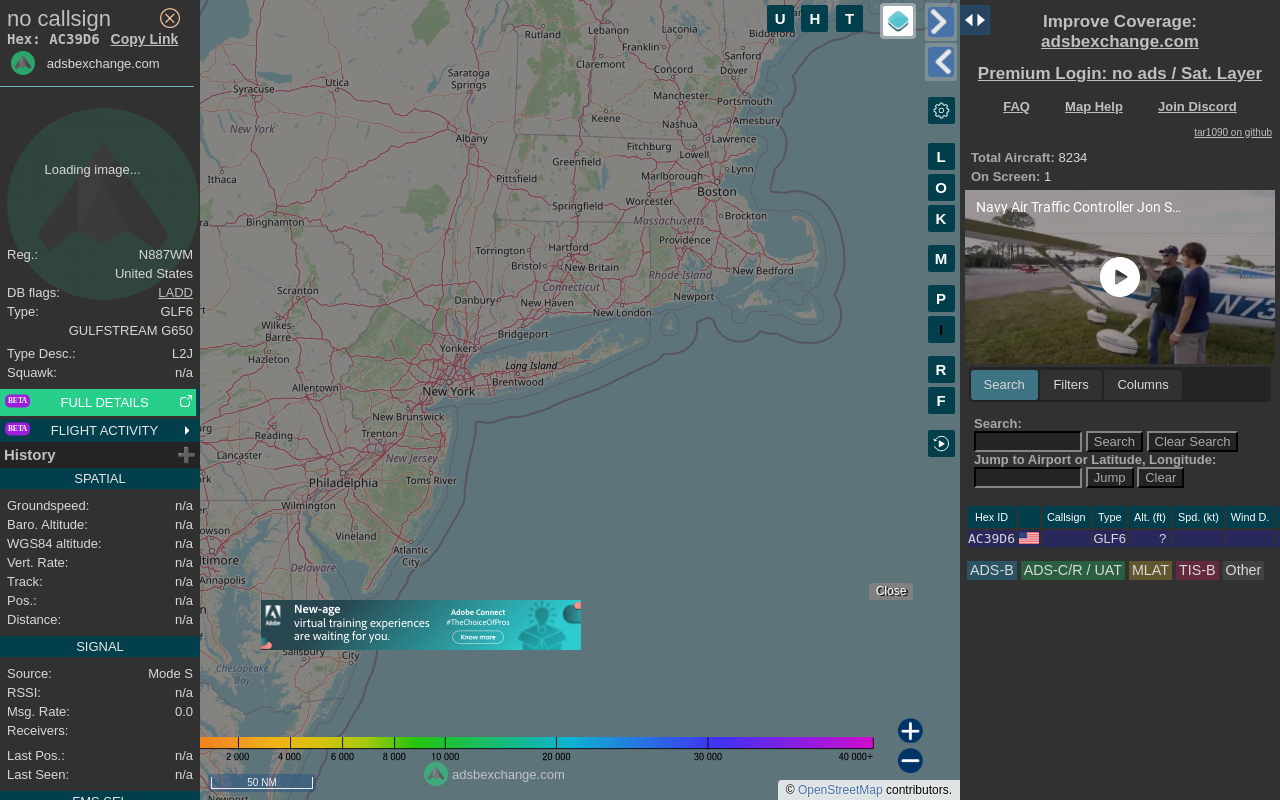 no callsign
Hex: AC39D6 Copy Link
adsbexchange.com
Loading image...
Reg.: N887WM
United States
DB flags: LADD
Type: GLF6
GULFSTREAM G650
Type Desc.: L2J
Squawk: n/a
BETA FULL DETAILS
BETA FLIGHT ACTIVITY
History
SPATIAL
Groundspeed: n/a
Baro. Altitude: n/a
WGS84 altitude: n/a
Vert. Rate: n/a
Track: n/a
Pos.: n/a
Distance: n/a
SIGNAL
Source: Mode S
RSSI: n/a
Msg. Rate: 0.0
Receivers:
Last Pos.: n/a
Last Seen: n/a
FMS SEL
U H T
L
O
K
M
P
I
R
F
Rutland
Lebanon
Laconia
Biddeford
Franklin
Sanford
Claremont
Concord
Dover
Saratoga
Springs
Utica
Syracuse
Manchester
Portsmouth
Keene
Nashua
Amesbury
New York
Albany
Lawrence
Fitchburg
Lowell
Greenfield
Lynn
Ithaca
Pittsfield
Marlborough
Boston
Worcester
Springfield
Brockton
Binghamton
Massachusetts
Providence
Torrington
Hartford
Bristol
New Britain
New Bedford
Rhode Island
Connecticut
Scranton
Danbury
New Haven
Newport
New London
Wilkes-
Barre
Bridgeport
Yonkers
Hazleton
Long Island
Brentwood
Allentown
New York
New Brunswick
Reading
Trenton
Lancaster
New Jersey
Toms River
Philadelphia
Wilmington
Vineland
Atlantic
City
Annapolis
Delaware
Salisbury
City
Chesapeake
Bay
Newport
Close
Adobe
New-age
virtual training experiences
are waiting for you.
Adobe Connect
#TheChoiceOfPros
Know more
2 000 4 000 6 000 8 000 10 000 20 000 30 000 40 000+
adsbexchange.com
50 NM
© OpenStreetMap contributors.
Improve Coverage:
adsbexchange.com
Premium Login: no ads / Sat. Layer
FAQ Map Help Join Discord
tar1090 on github
Total Aircraft: 8234
On Screen: 1
Navy Air Traffic Controller Jon S...
N73
Search Filters Columns
Search:
Search Clear Search
Jump to Airport or Latitude, Longitude:
Jump Clear
Hex ID Callsign Type Alt. (ft) Spd. (kt) Wind D.
AC39D6 GLF6 ?
ADS-B ADS-C/R / UAT MLAT TIS-B Other